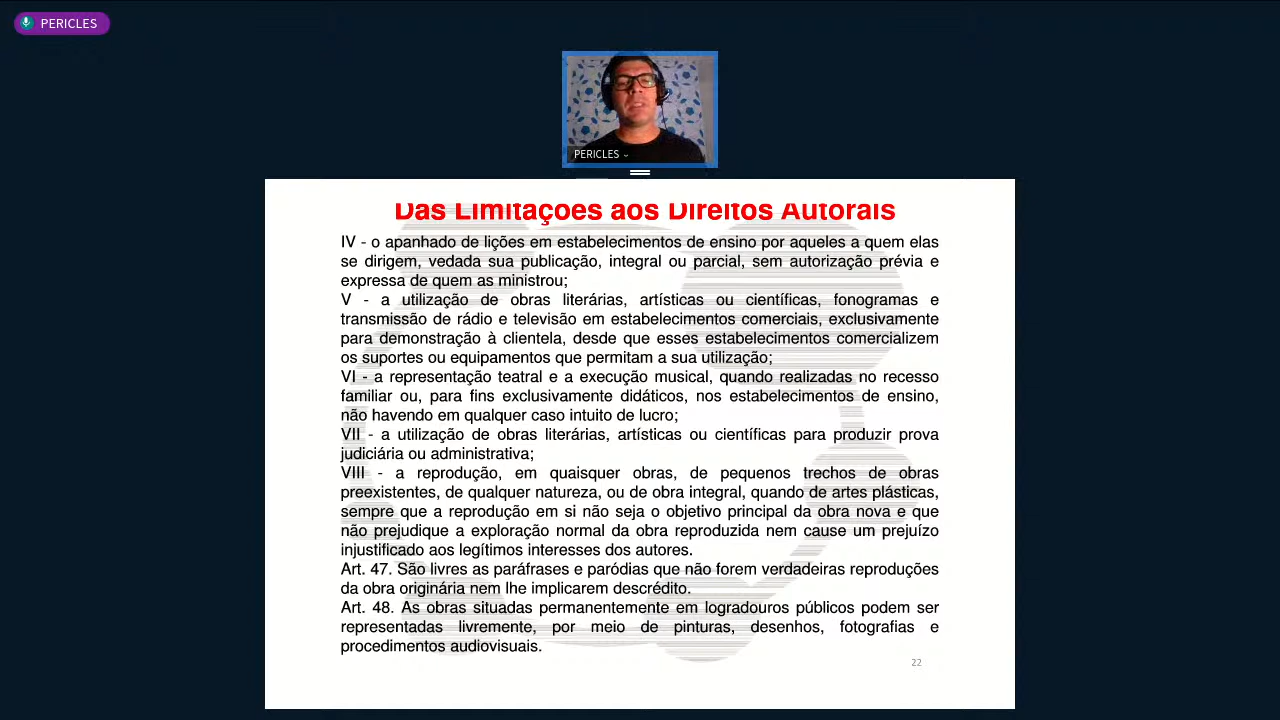 PERICLES
PERICLES
Das Limitações aos Direitos Autorais
IV - o apanhado de lições em estabelecimentos de ensino por aqueles a quem elas
se dirigem, vedada sua publicação, integral ou parcial, sem autorização prévia e
expressa de quem as ministrou;
V - a utilização de obras literárias, artísticas ou científicas, fonogramas e
transmissão de rádio e televisão em estabelecimentos comerciais, exclusivamente
para demonstração à clientela, desde que esses estabelecimentos comercializem
os suportes ou equipamentos que permitam a sua utilização;
VI - a representação teatral e a execução musical, quando realizadas no recesso
familiar ou, para fins exclusivamente didáticos, nos estabelecimentos de ensino,
não havendo em qualquer caso intuito de lucro;
VII - a utilização de obras literárias, artísticas ou científicas para produzir prova
judiciária ou administrativa;
VIII - a reprodução, em quaisquer obras, de pequenos trechos de obras
preexistentes, de qualquer natureza, ou de obra integral, quando de artes plásticas,
sempre que a reprodução em si não seja o objetivo principal da obra nova e que
não prejudique a exploração normal da obra reproduzida nem cause um prejuízo
injustificado aos legítimos interesses dos autores.
Art. 47. São livres as paráfrases e paródias que não forem verdadeiras reproduções
da obra originária nem lhe implicarem descrédito.
Art. 48. As obras situadas permanentemente em logradouros públicos podem ser
representadas livremente, por meio de pinturas, desenhos, fotografias e
procedimentos audiovisuais.
22